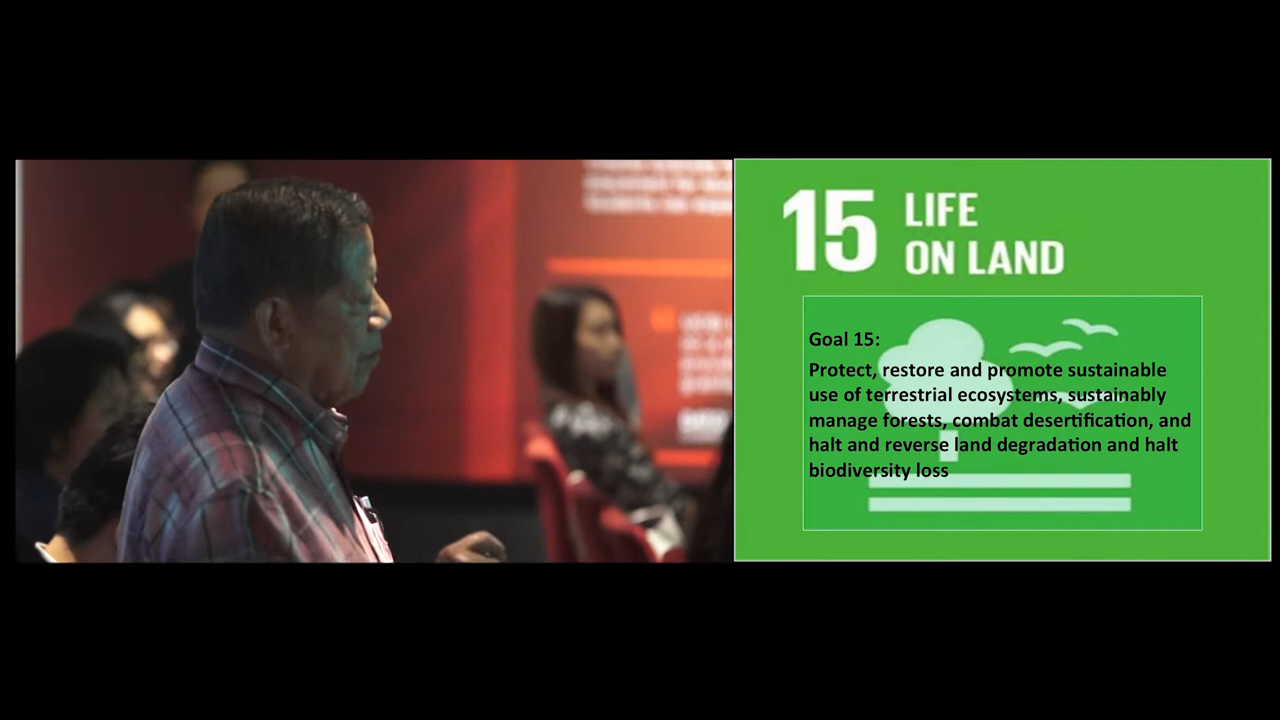 15 LIFE
ON LAND
Goal 15:
Protect, restore and promote sustainable
use of terrestrial ecosystems, sustainably
manage forests, combat desertification, and
halt and reverse land degradation and halt
biodiversity loss